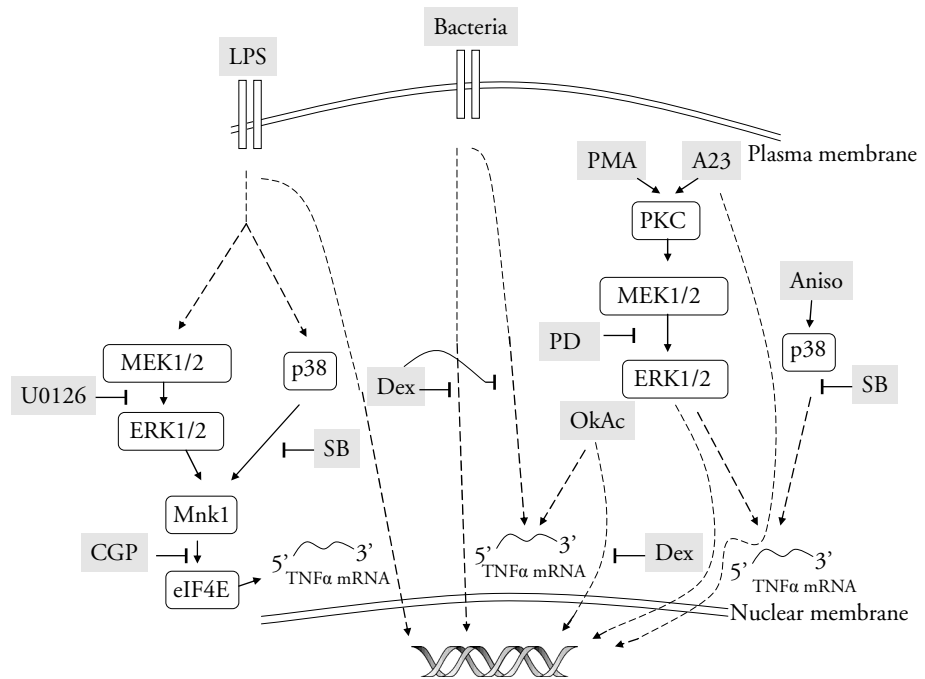 Bacteria
LPS
Plasma membrane
PMA
A23
PKC
Aniso
MEK1/2
PD
p38
MEK1/2
p38
ERK1/2
Dex
SB
U0126
OkAc
ERK1/2
SB
Mnk1
CGP
5’ 3’
TNFα mRNA
5’ 3’
TNFα mRNA
Dex
5’ 3’
TNFα mRNA
eIF4E
Nuclear membrane